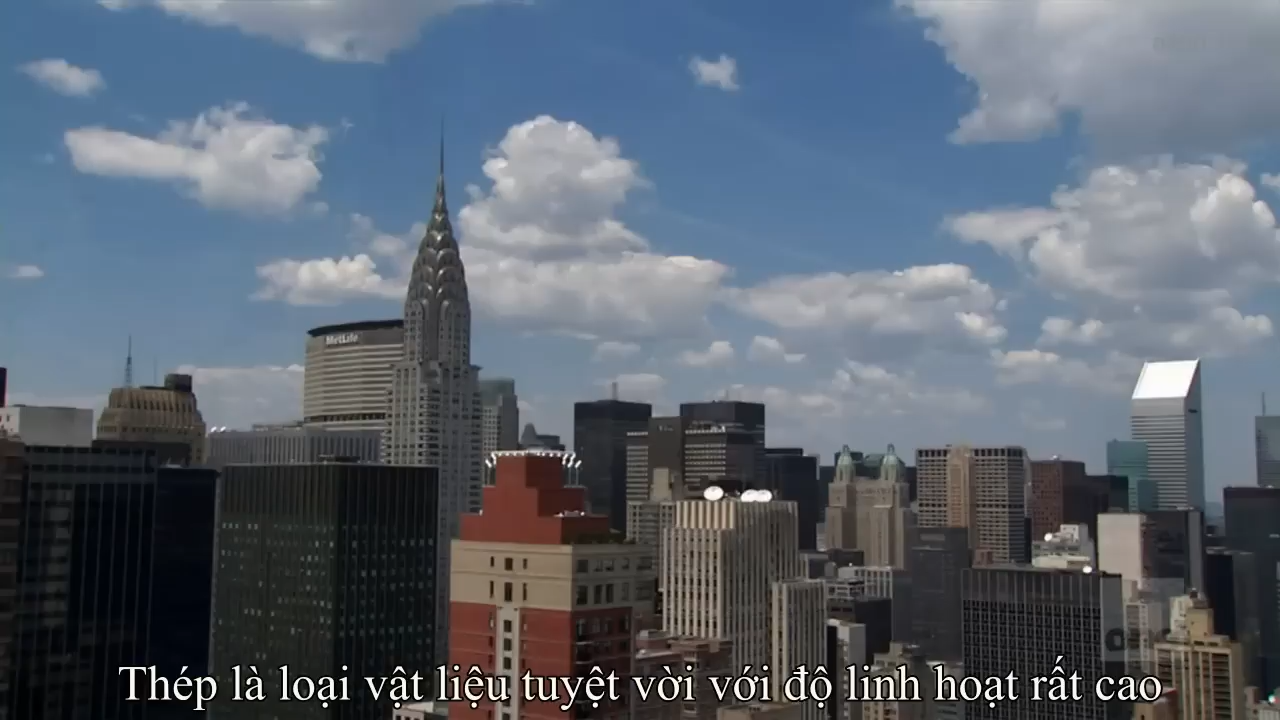 MetLife
Thép là loại vật liệu tuyệt vời với độ linh hoạt rất cao